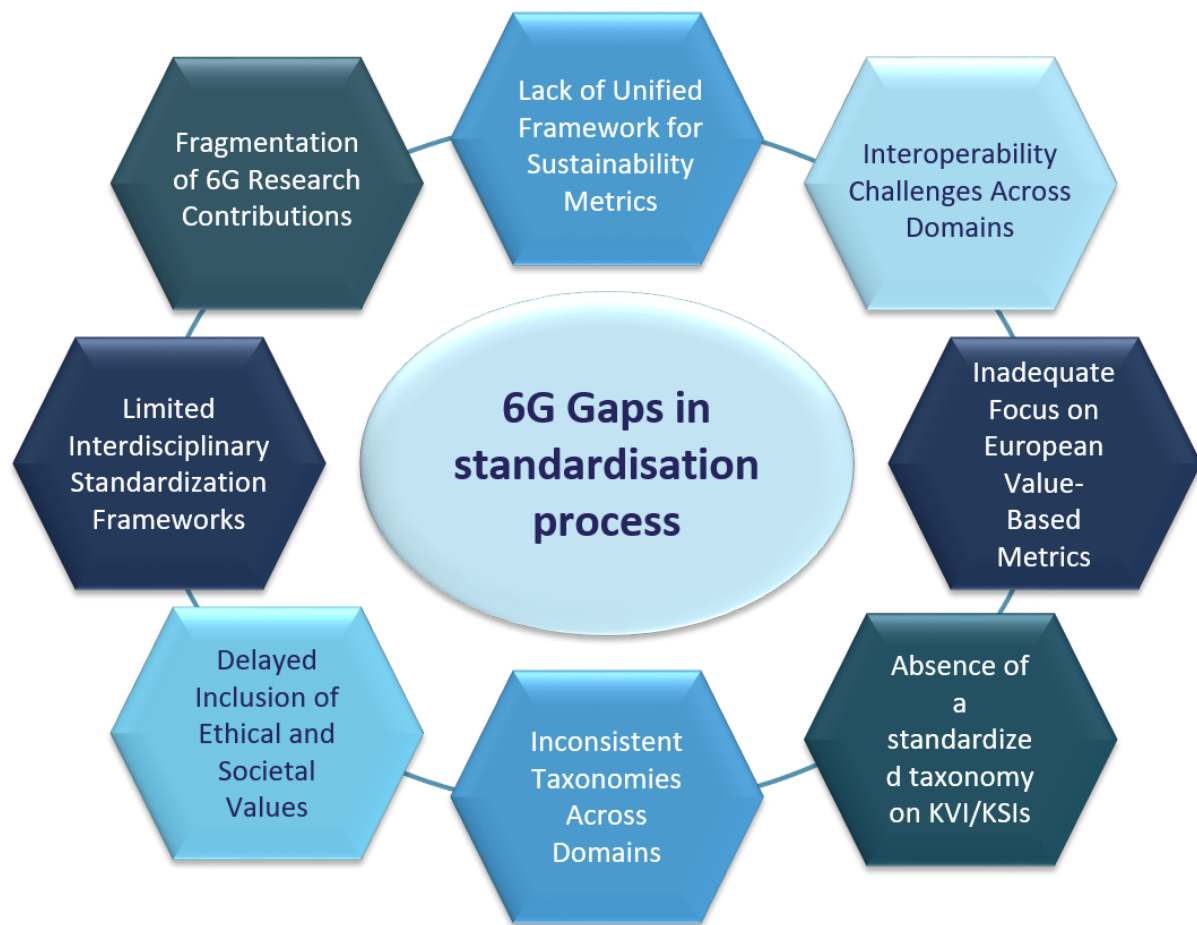 Lack of Unified
Framework for
Sustainability
Metrics
Interoperability
Challenges Across
Domains
Inadequate
Focus on
European
Value-
Based
Metrics
Absence of
a
standardize
d taxonomy
on KVI/KSIs
Inconsistent
Taxonomies
Across
Domains
Delayed
Inclusion of
Ethical and
Societal
Values
Limited
Interdisciplinary
Standardization
Frameworks
Fragmentation
of 6G Research
Contributions
6G Gaps in
standardisation
process